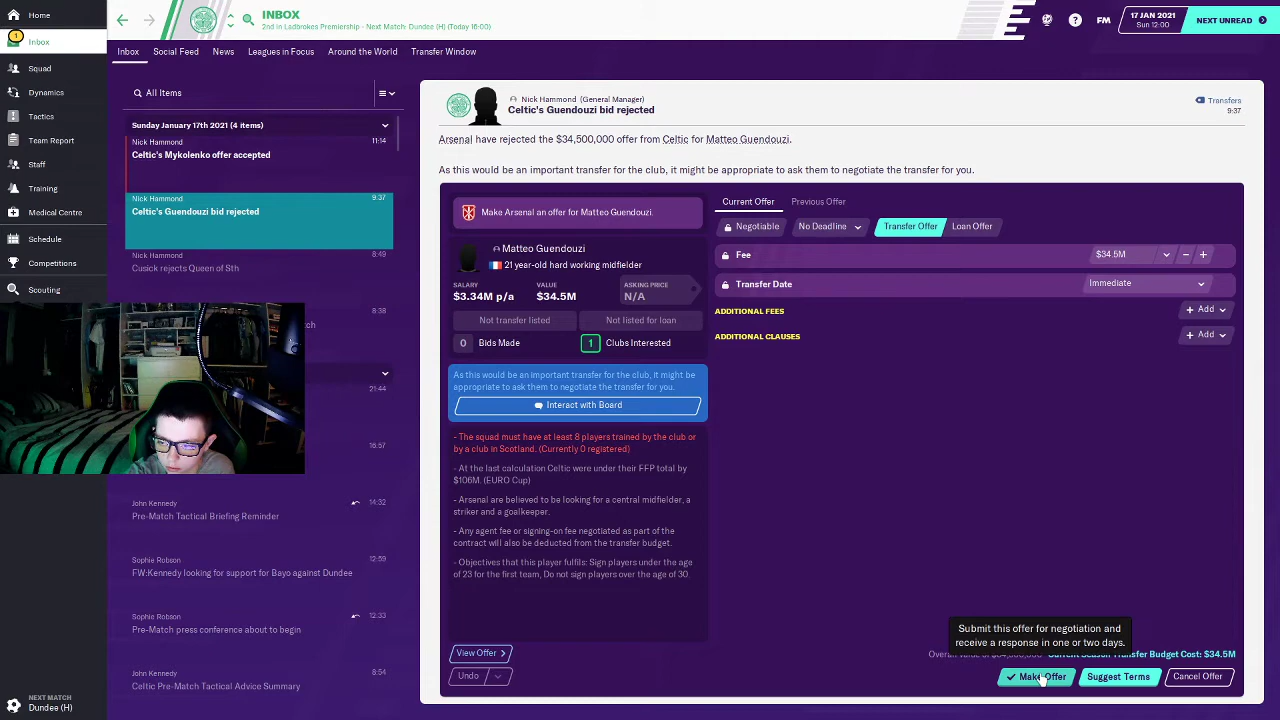 Home
INBOX
2nd in Ladbrokes Premiership - Next Match: Dundee (H) (Today 16:00)
FM
17 JAN 2021
Sun 12:00
NEXT UNREAD
1
Inbox
Squad
Dynamics
Tactics
Team Report
Staff
Training
Medical Centre
Schedule
Competitions
Scouting
NEXT MATCH
Dundee (H)
Inbox
Social Feed
News
Leagues in Focus
Around the World
Transfer Window
All Items
Sunday January 17th 2021 (4 items)
Nick Hammond
11:14
Celtic's Mykolenko offer accepted
Nick Hammond
9:37
Celtic's Guendouzi bid rejected
Nick Hammond
8:49
Cusick rejects Queen of Sth
8:38
21:44
16:57
John Kennedy
14:32
Pre-Match Tactical Briefing Reminder
Sophie Robson
12:59
FW:Kennedy looking for support for Bayo against Dundee
Sophie Robson
12:33
Pre-Match press conference about to begin
John Kennedy
8:54
Celtic Pre-Match Tactical Advice Summary
Nick Hammond (General Manager)
Celtic's Guendouzi bid rejected
Transfers
9:37
Arsenal have rejected the $34,500,000 offer from Celtic for Matteo Guendouzi.
As this would be an important transfer for the club, it might be appropriate to ask them to negotiate the transfer for you.
Make Arsenal an offer for Matteo Guendouzi.
Matteo Guendouzi
21 year-old hard working midfielder
SALARY
$3.34M p/a
VALUE
$34.5M
ASKING PRICE
N/A
Not transfer listed
Not listed for loan
0 Bids Made
1 Clubs Interested
As this would be an important transfer for the club, it might be
appropriate to ask them to negotiate the transfer for you.
Interact with Board
- The squad must have at least 8 players trained by the club or
by a club in Scotland. (Currently 0 registered)
- At the last calculation Celtic were under their FFP total by
$106M. (EURO Cup)
- Arsenal are believed to be looking for a central midfielder, a
striker and a goalkeeper.
- Any agent fee or signing-on fee negotiated as part of the
contract will also be deducted from the transfer budget.
- Objectives that this player fulfils: Sign players under the age
of 23 for the first team, Do not sign players over the age of 30.
View Offer
Undo
Current Offer
Previous Offer
Negotiable
No Deadline
Transfer Offer
Loan Offer
Fee
$34.5M
Transfer Date
Immediate
ADDITIONAL FEES
Add
ADDITIONAL CLAUSES
Add
Submit this offer for negotiation and
receive a response in one or two days.
Current Season Transfer Budget Cost: $34.5M
Make Offer
Suggest Terms
Cancel Offer